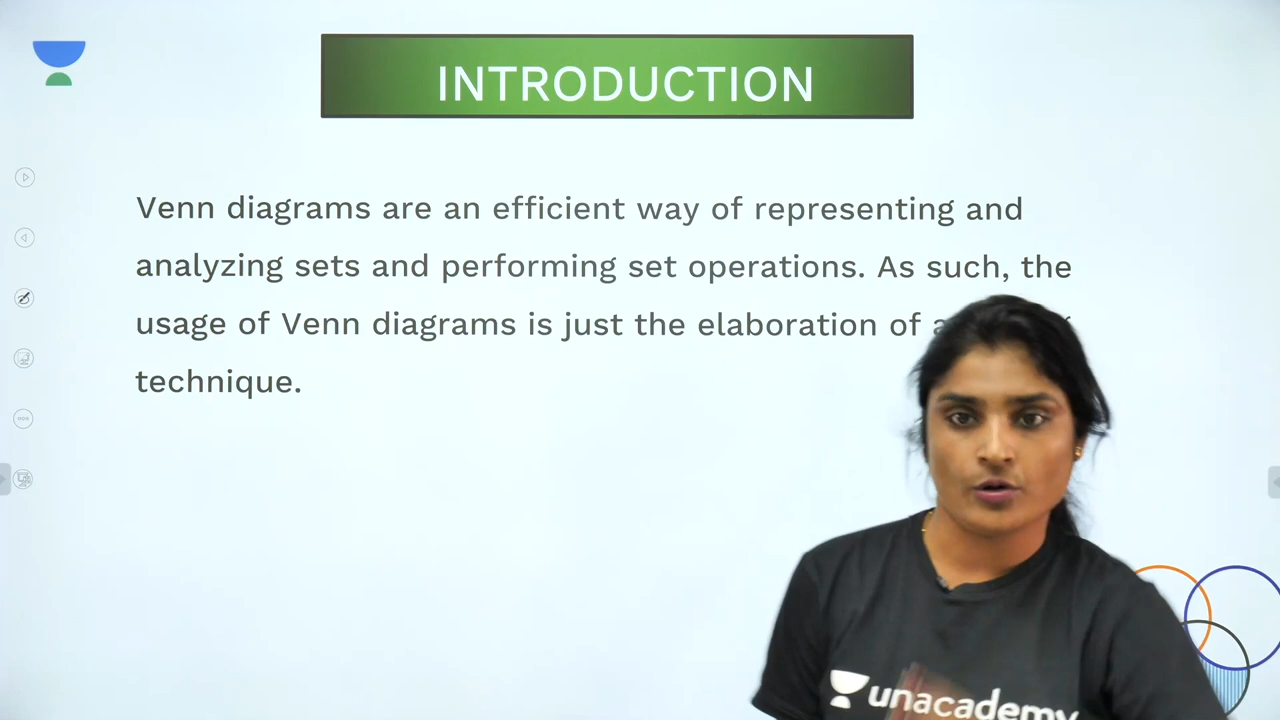 INTRODUCTION
Venn diagrams are an efficient way of representing and
analyzing sets and performing set operations. As such, the
usage of Venn diagrams is just the elaboration of a
technique.
unacademy